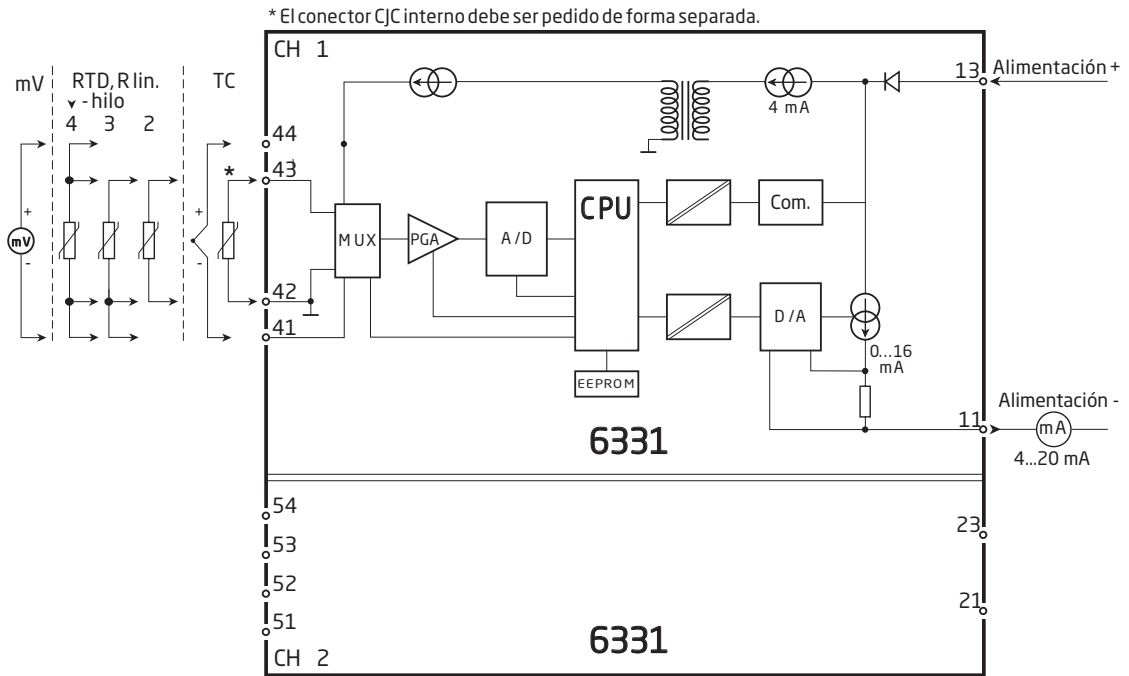 * El conector CJC interno debe ser pedido de forma separada.
CH 1
mV
RTD, R lin.
- hilo
4 3 2
TC
13
Alimentación +
4 mA
44
*
43
CPU
Com.
+
mV
-
+
-
MUX
PGA
A/D
42
41
D/A
0...16
mA
EEPROM
Alimentación -
11
mA
4...20 mA
6331
54
53
52
51
23
21
6331
CH 2